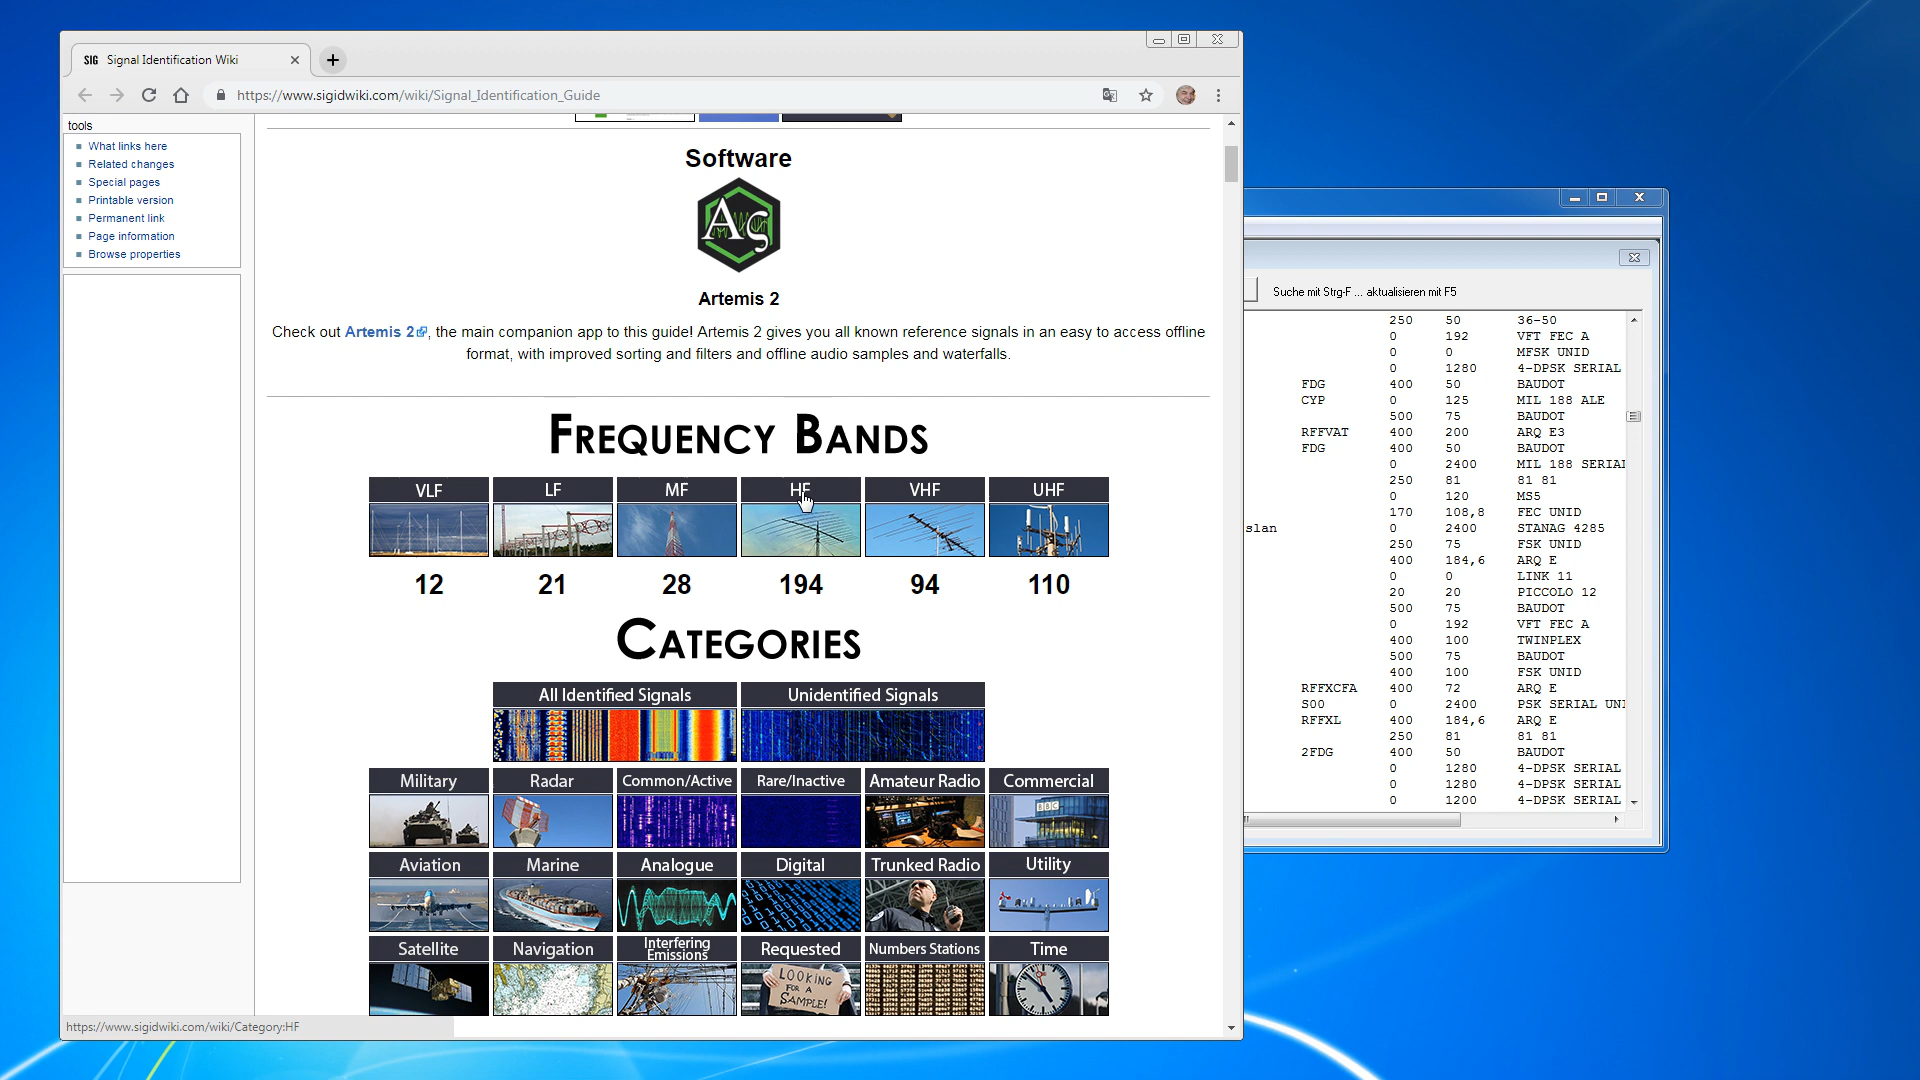 SIG Signal Identification Wiki
https://www.sigidwiki.com/wiki/Signal_Identification_Guide
tools
What links here
Related changes
Special pages
Printable version
Permanent link
Page information
Browse properties
Software
As
Artemis 2
Check out Artemis 2, the main companion app to this guide! Artemis 2 gives you all known reference signals in an easy to access offline
format, with improved sorting and filters and offline audio samples and waterfalls.
FREQUENCY BANDS
VLF LF MF HF VHF UHF
12 21 28 194 94 110
CATEGORIES
All Identified Signals Unidentified Signals
Military Radar Common/Active Rare/Inactive Amateur Radio Commercial
BBC
Aviation Marine Analogue Digital Trunked Radio Utility
Satellite Navigation Interfering Emissions Requested Numbers Stations Time
LOOKING
FOR A
SAMPLE!
https://www.sigidwiki.com/wiki/Category:HF
Suche mit Strg-F ... aktualisieren mit F5
250 50 36-50
0 192 VFT FEC A
0 0 MFSK UNID
0 1280 4-DPSK SERIAL
FDG 400 50 BAUDOT
CYP 0 125 MIL 188 ALE
500 75 BAUDOT
RFFVAT 400 200 ARQ E3
FDG 400 50 BAUDOT
0 2400 MIL 188 SERIAL
250 81 81 81
0 120 MS5
170 108,8 FEC UNID
slan 0 2400 STANAG 4285
250 75 FSK UNID
400 184,6 ARQ E
0 0 LINK 11
20 20 PICCOLO 12
500 75 BAUDOT
0 192 VFT FEC A
400 100 TWINPLEX
500 75 BAUDOT
400 100 FSK UNID
RFFXCFA 400 72 ARQ E
S00 0 2400 PSK SERIAL UNI
RFFXL 400 184,6 ARQ E
250 81 81 81
2FDG 400 50 BAUDOT
0 1280 4-DPSK SERIAL
0 1280 4-DPSK SERIAL
0 1200 4-DPSK SERIAL